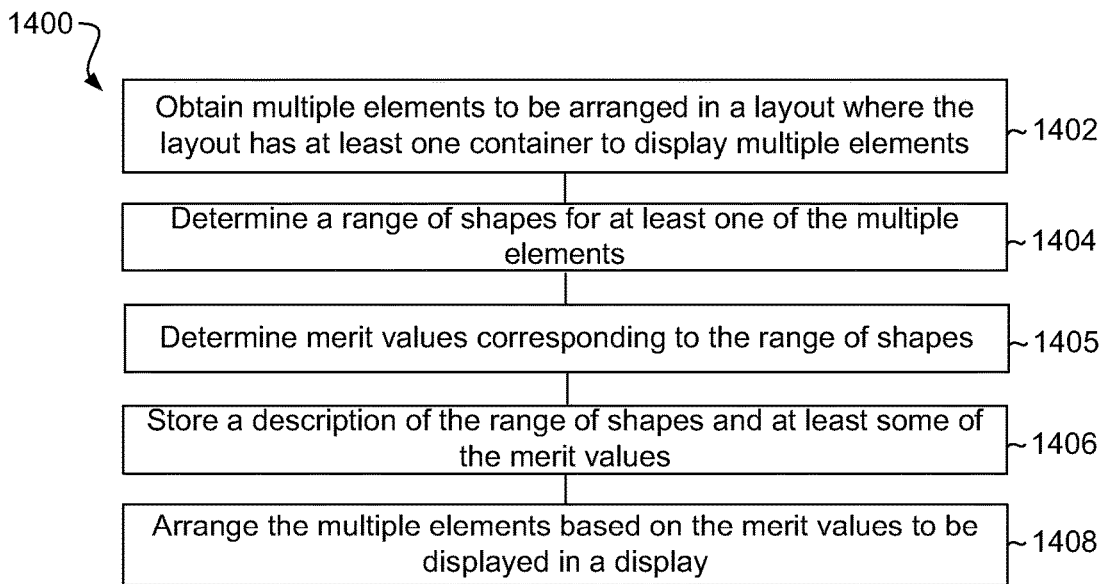 1400
Obtain multiple elements to be arranged in a layout where the
layout has at least one container to display multiple elements
1402
Determine a range of shapes for at least one of the multiple
elements
1404
Determine merit values corresponding to the range of shapes
1405
Store a description of the range of shapes and at least some of
the merit values
1406
Arrange the multiple elements based on the merit values to be
displayed in a display
1408